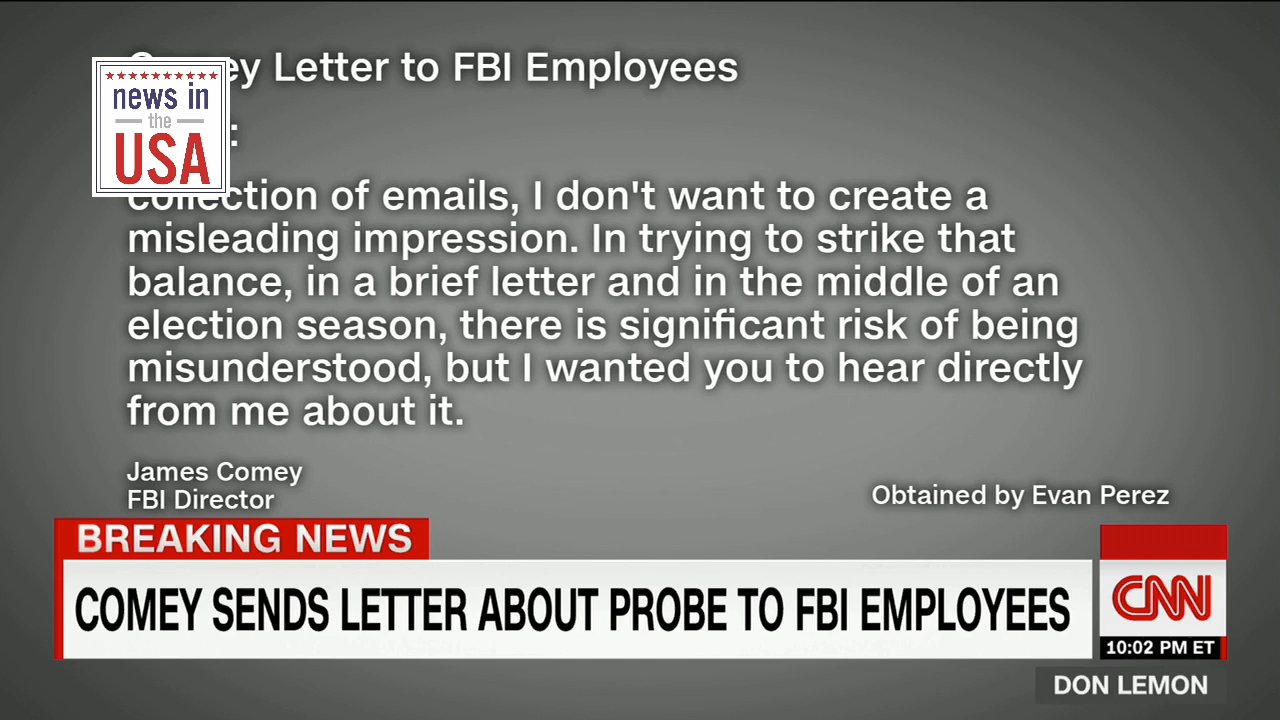 Letter to FBI Employees
news in
the
USA
:
collection of emails, I don't want to create a
misleading impression. In trying to strike that
balance, in a brief letter and in the middle of an
election season, there is significant risk of being
misunderstood, but I wanted you to hear directly
from me about it.
James Comey
FBI Director
Obtained by Evan Perez
BREAKING NEWS
COMEY SENDS LETTER ABOUT PROBE TO FBI EMPLOYEES
CNN
10:02 PM ET
DON LEMON